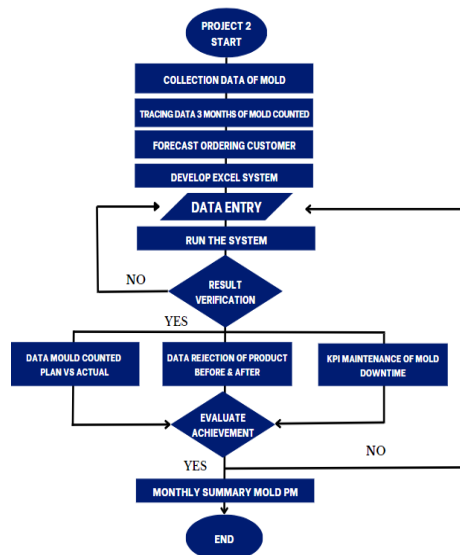 PROJECT 2
START
COLLECTION DATA OF MOLD
TRACING DATA 3 MONTHS OF MOLD COUNTED
FORECAST ORDERING CUSTOMER
DEVELOP EXCEL SYSTEM
DATA ENTRY
RUN THE SYSTEM
NO
RESULT
VERIFICATION
YES
DATA MOULD COUNTED
PLAN VS ACTUAL
DATA REJECTION OF PRODUCT
BEFORE & AFTER
KPI MAINTENANCE OF MOLD
DOWNTIME
EVALUATE
ACHIEVEMENT
YES
NO
MONTHLY SUMMARY MOLD PM
END